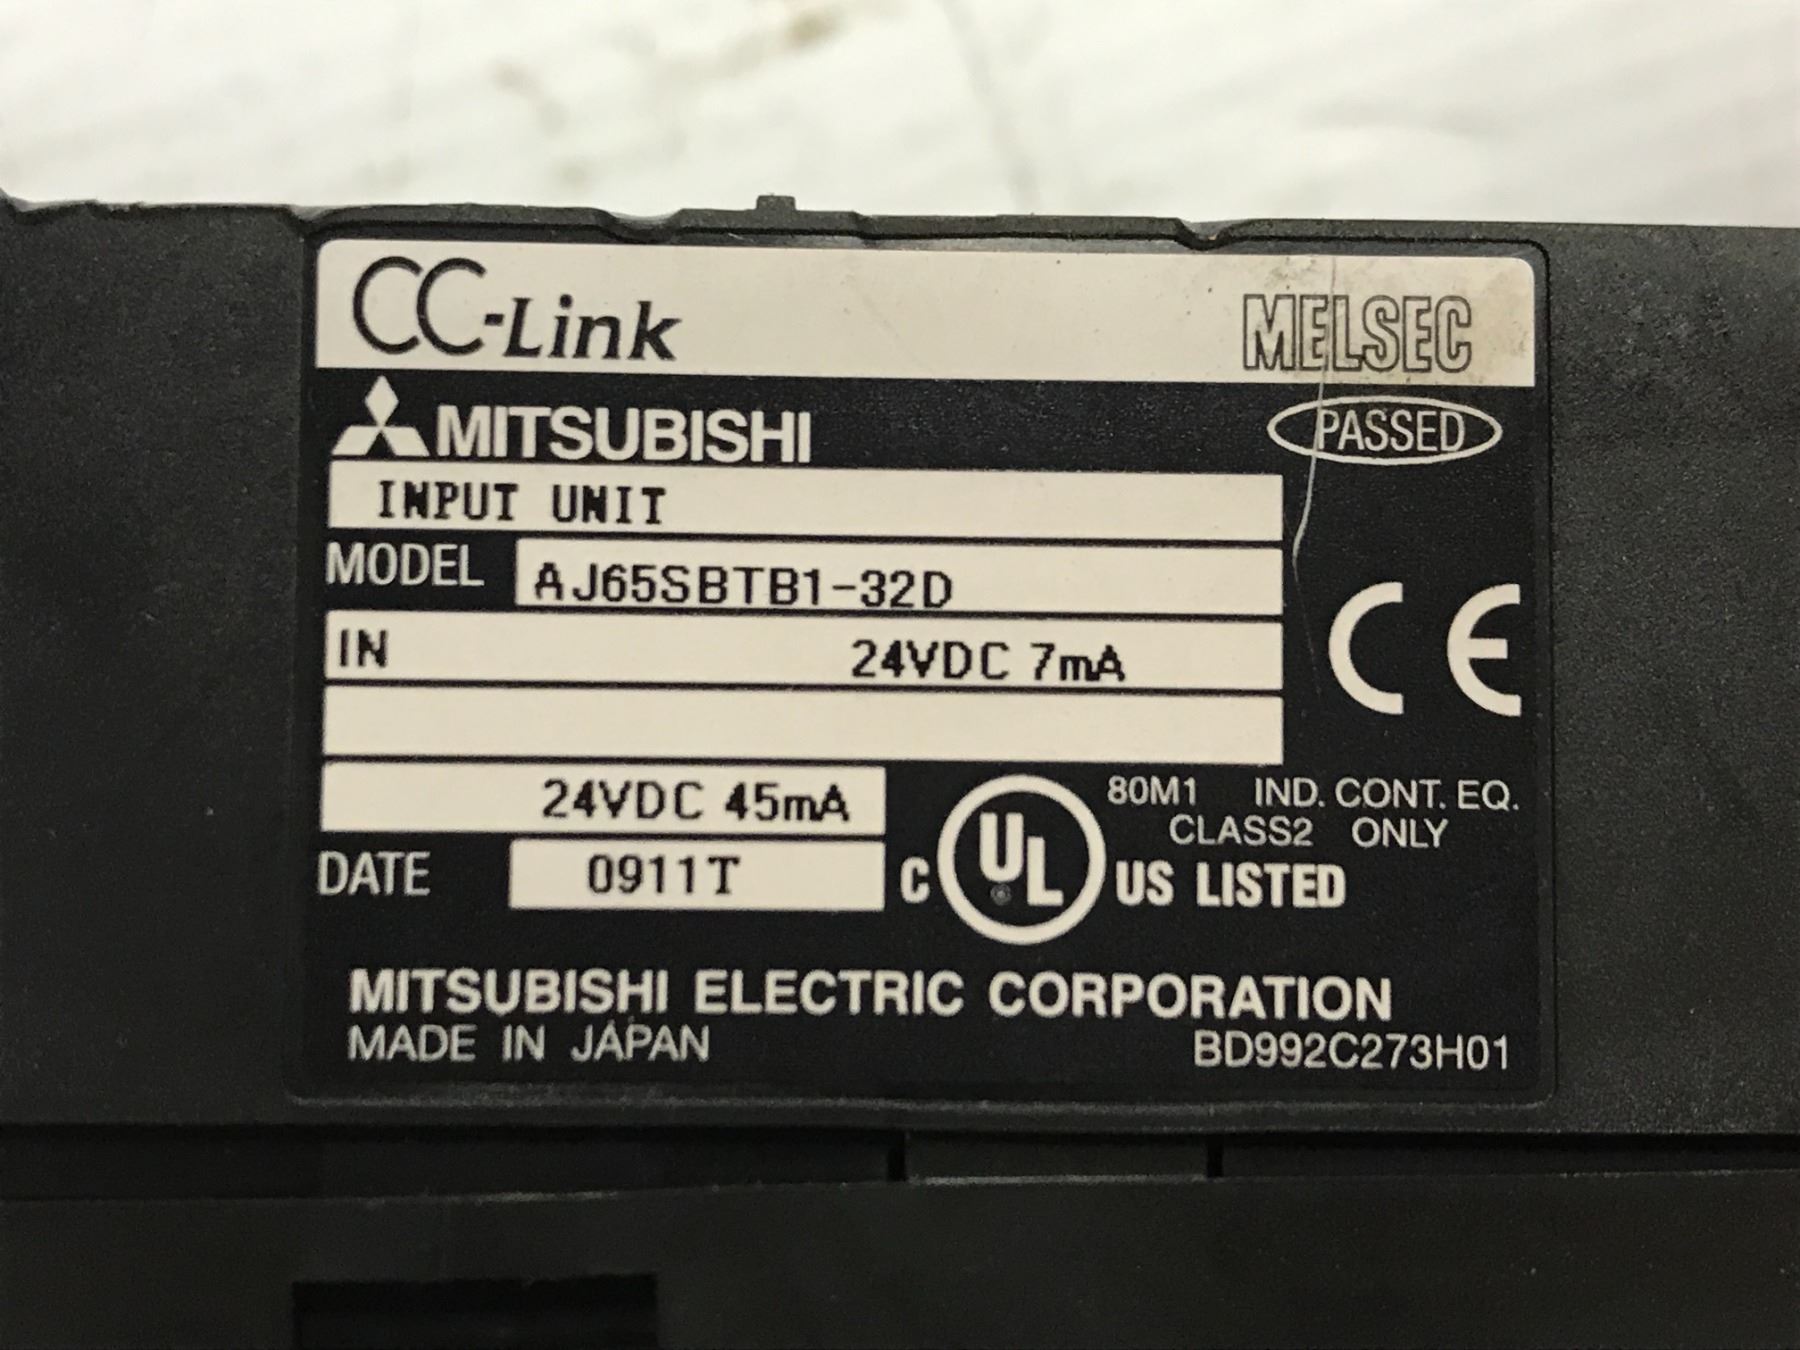 CC-Link MELSEC
MITSUBISHI PASSED
INPUT UNIT
MODEL AJ65SBTB1-32D
IN 24VDC 7mA
CE
24VDC 45mA
80M1 IND. CONT. EQ.
CLASS2 ONLY
DATE 0911T
C UL US LISTED
MITSUBISHI ELECTRIC CORPORATION
MADE IN JAPAN BD992C273H01